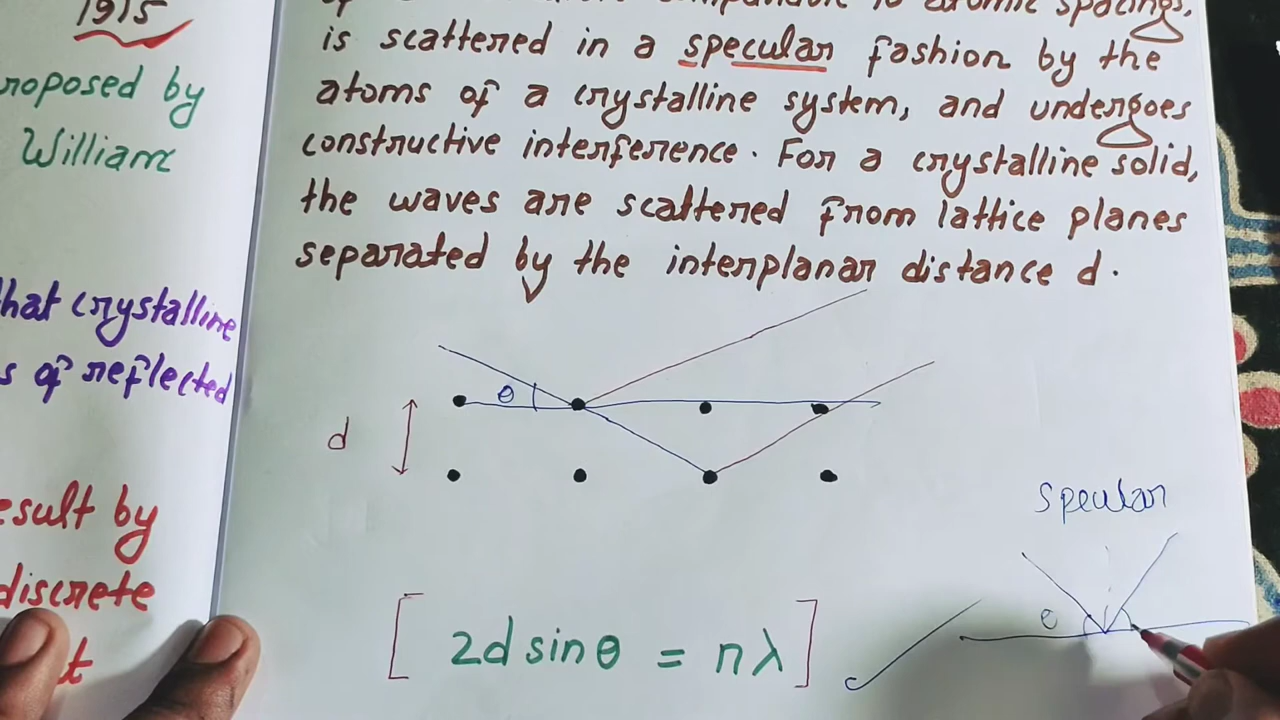 1915
roposed by
William
hat crystalline
s of reflected
esult by
discrete
t
atomic spacings,
is scattered in a specular fashion by the
atoms of a crystalline system, and undergoes
constructive interference. For a crystalline solid,
the waves are scattered from lattice planes
separated by the interplanar distance d.
θ
d
specular
θ
[ 2d sinθ = nλ ]